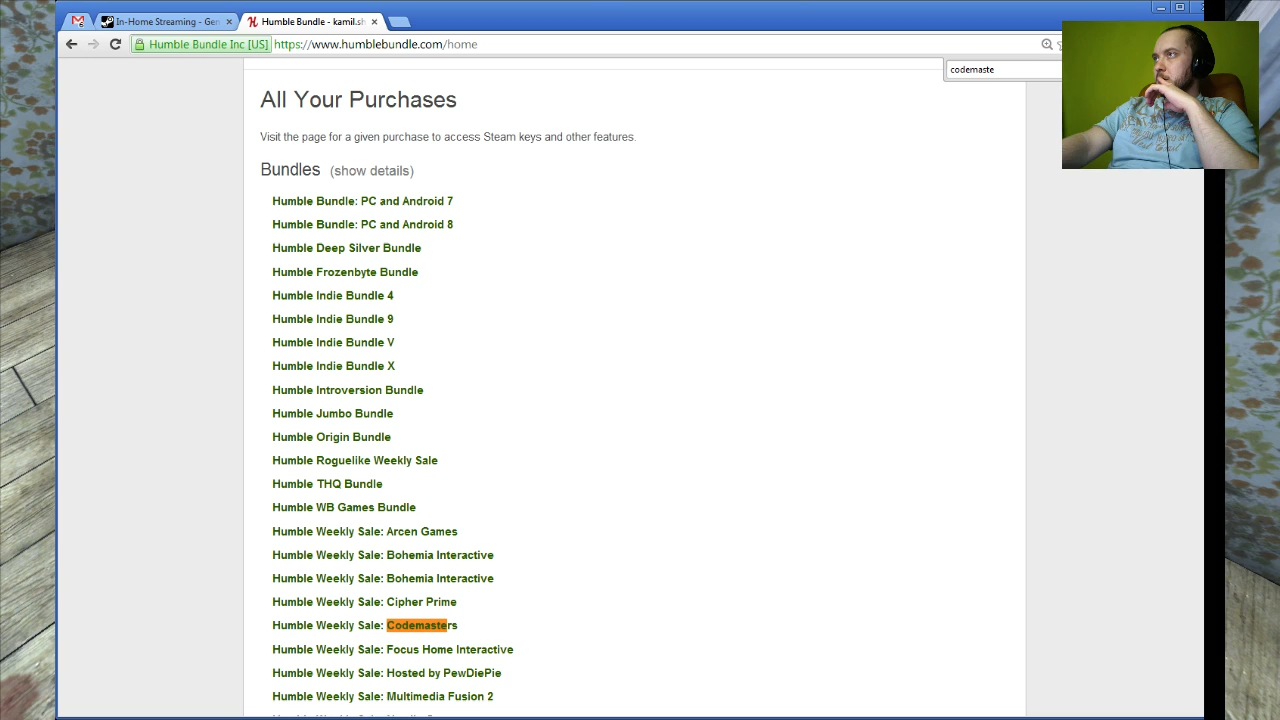 In-Home Streaming - Gen
Humble Bundle - kamil.sh
Humble Bundle Inc [US] https://www.humblebundle.com/home
codemaste
All Your Purchases
Visit the page for a given purchase to access Steam keys and other features.
Bundles (show details)
Humble Bundle: PC and Android 7
Humble Bundle: PC and Android 8
Humble Deep Silver Bundle
Humble Frozenbyte Bundle
Humble Indie Bundle 4
Humble Indie Bundle 9
Humble Indie Bundle V
Humble Indie Bundle X
Humble Introversion Bundle
Humble Jumbo Bundle
Humble Origin Bundle
Humble Roguelike Weekly Sale
Humble THQ Bundle
Humble WB Games Bundle
Humble Weekly Sale: Arcen Games
Humble Weekly Sale: Bohemia Interactive
Humble Weekly Sale: Bohemia Interactive
Humble Weekly Sale: Cipher Prime
Humble Weekly Sale: Codemasters
Humble Weekly Sale: Focus Home Interactive
Humble Weekly Sale: Hosted by PewDiePie
Humble Weekly Sale: Multimedia Fusion 2